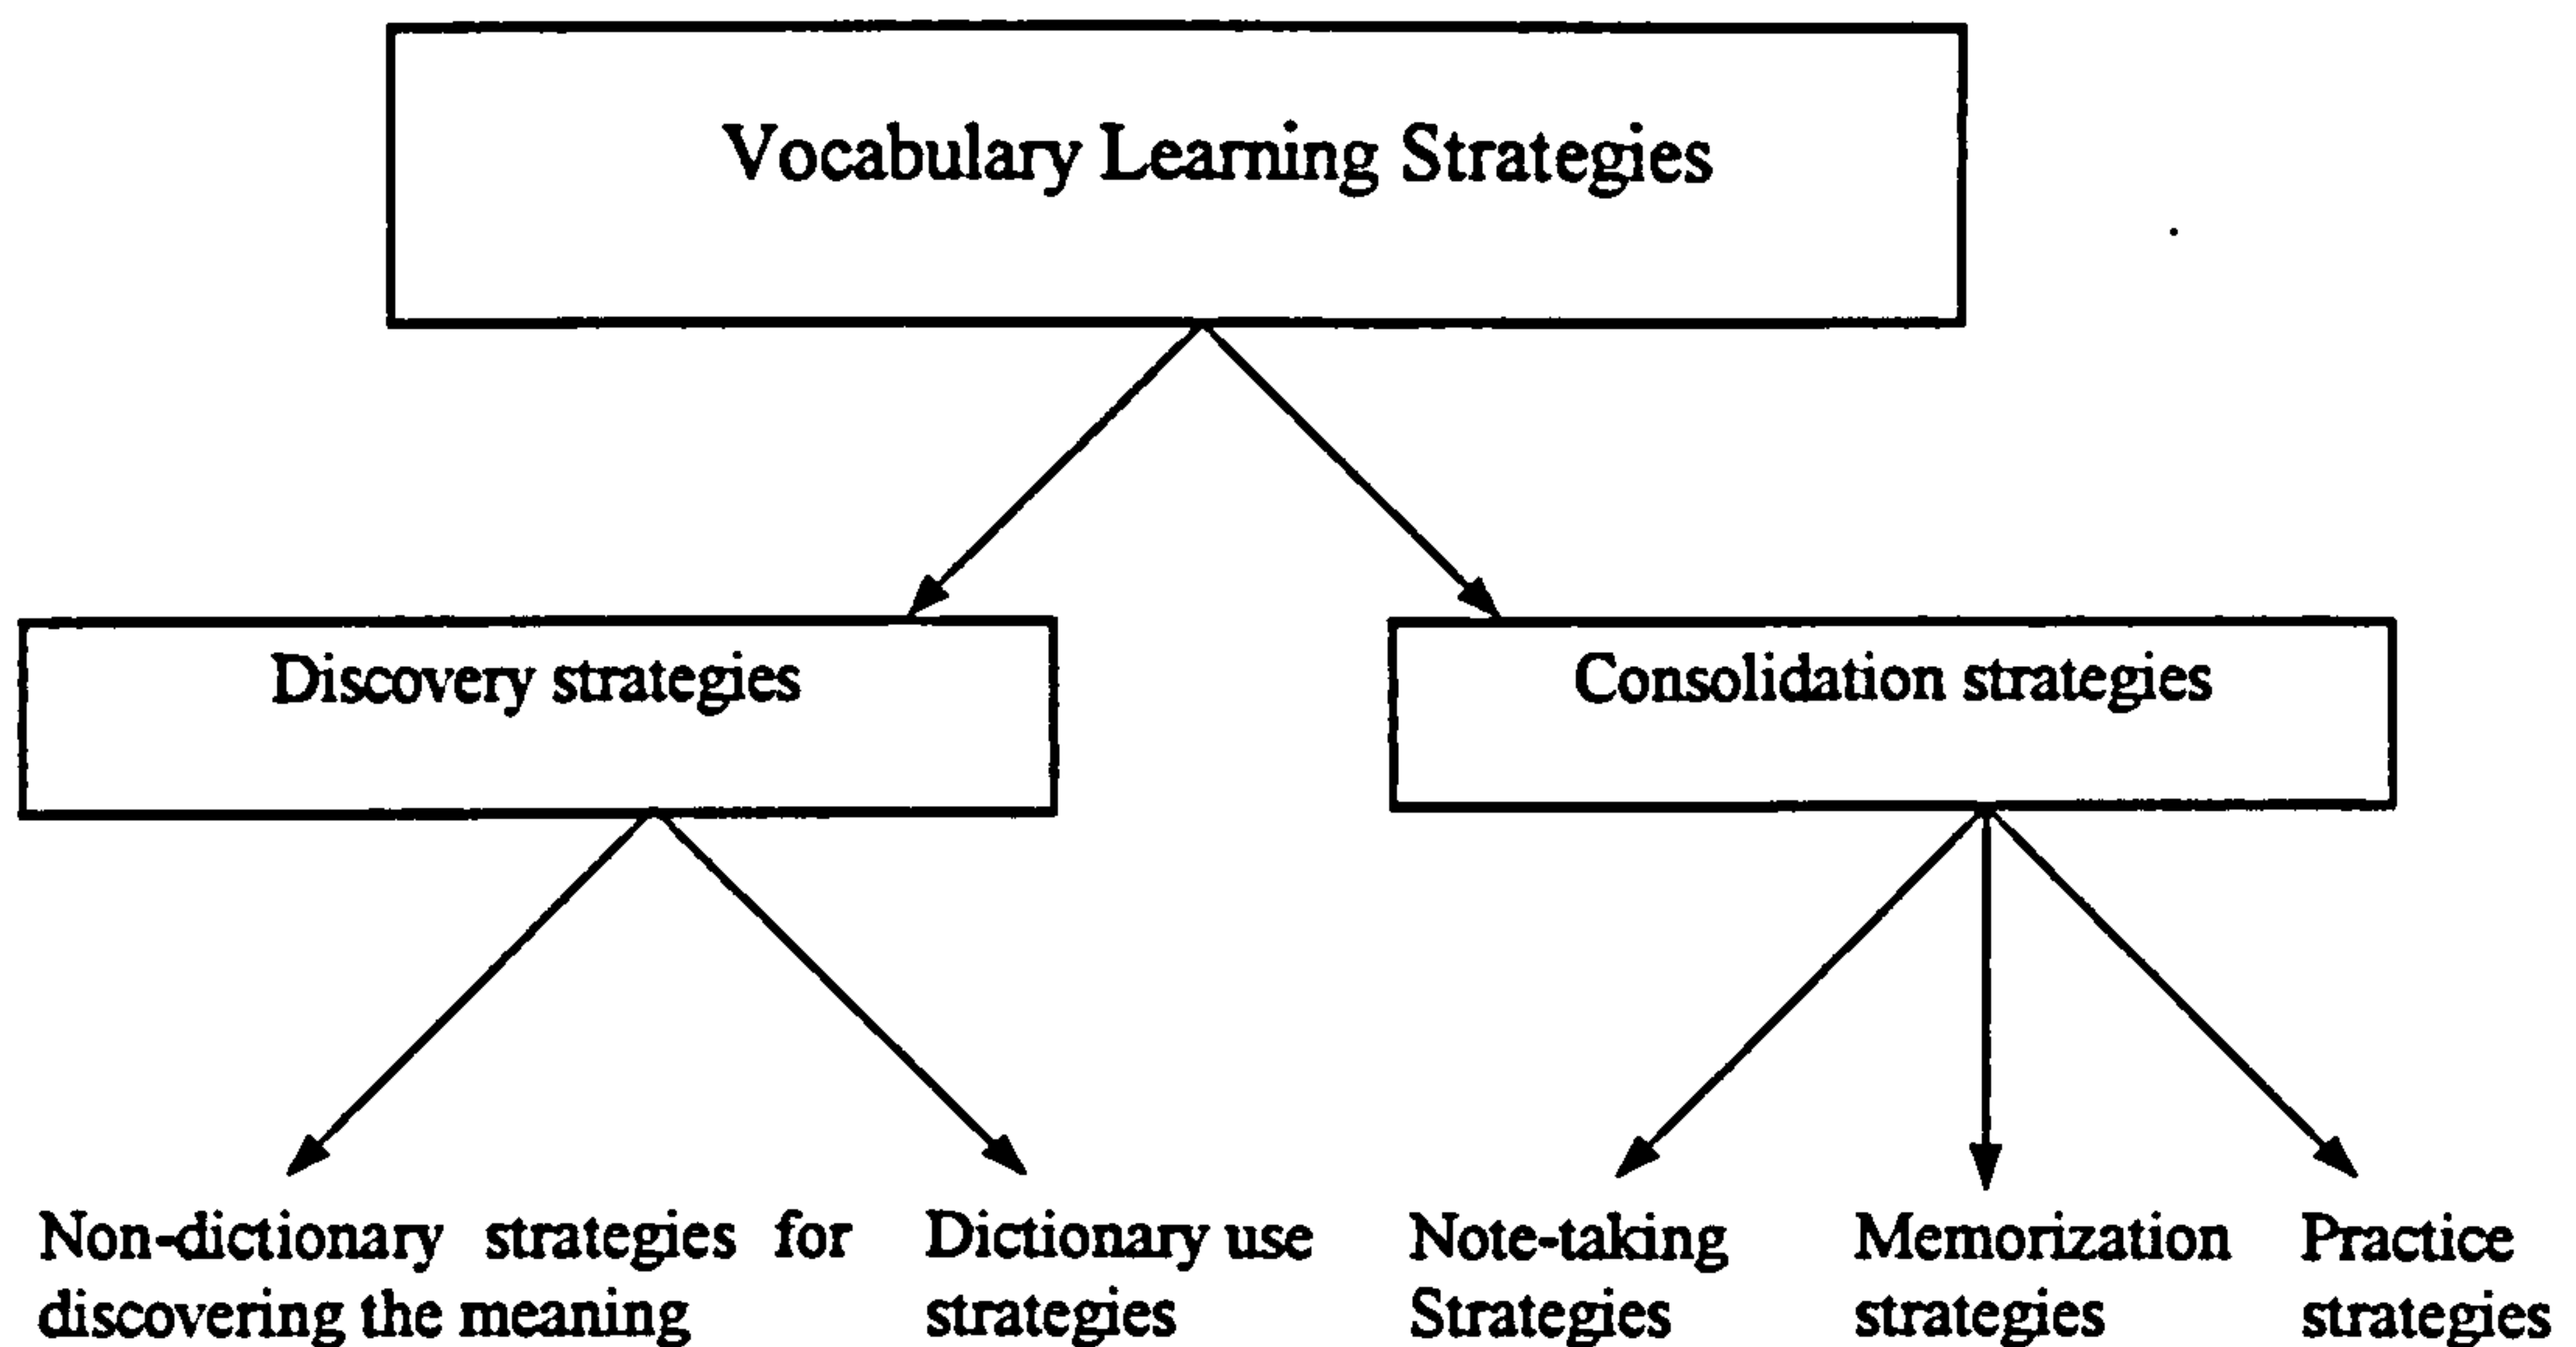 Vocabulary Learning Strategies
Discovery strategies
Consolidation strategies
Non-dictionary strategies for
discovering the meaning
Dictionary use
strategies
Note-taking
Strategies
Memorization
strategies
Practice
strategies